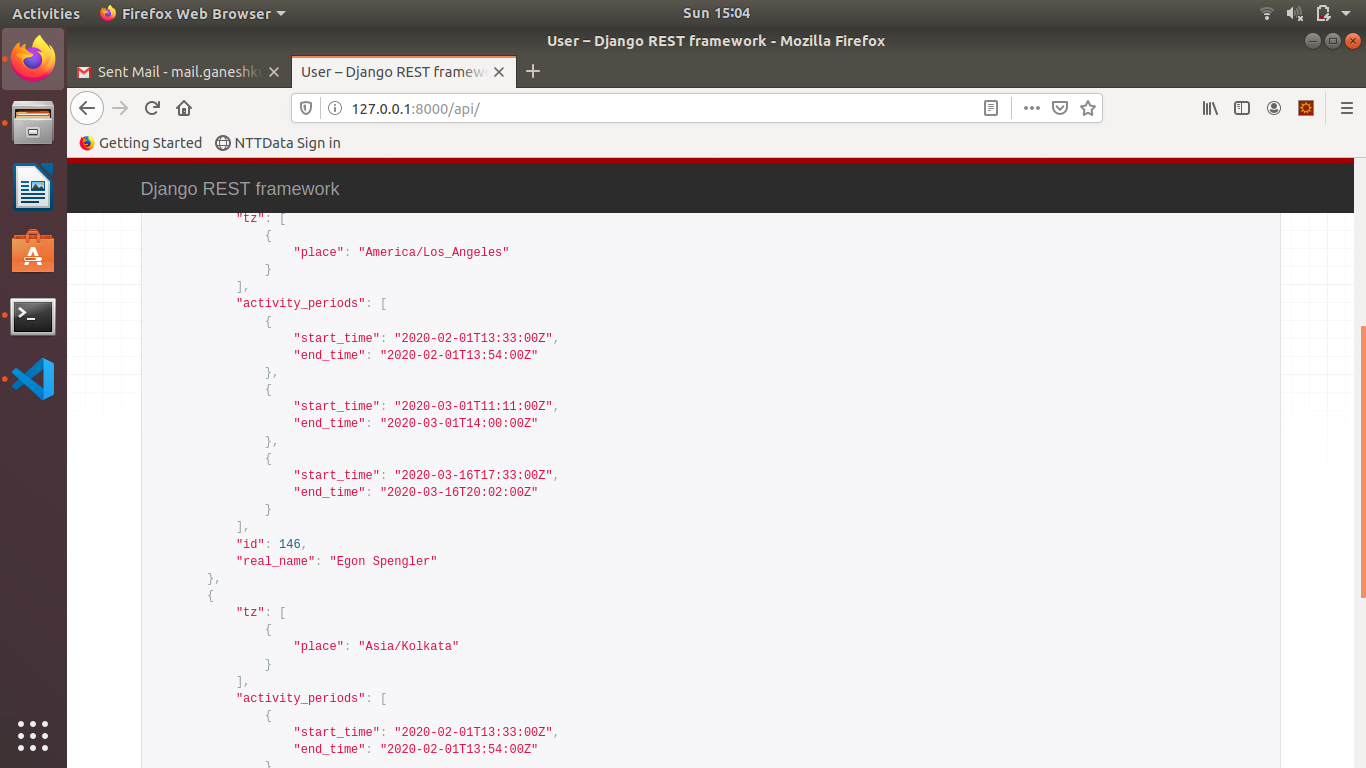 Activities Firefox Web Browser Sun 15:04
User – Django REST framework - Mozilla Firefox
Sent Mail - mail.ganeshku User – Django REST framew
127.0.0.1:8000/api/
Getting Started NTTData Sign in
Django REST framework
"tz": [
{
"place": "America/Los_Angeles"
}
],
"activity_periods": [
{
"start_time": "2020-02-01T13:33:00Z",
"end_time": "2020-02-01T13:54:00Z"
},
{
"start_time": "2020-03-01T11:11:00Z",
"end_time": "2020-03-01T14:00:00Z"
},
{
"start_time": "2020-03-16T17:33:00Z",
"end_time": "2020-03-16T20:02:00Z"
}
],
"id": 146,
"real_name": "Egon Spengler"
},
{
"tz": [
{
"place": "Asia/Kolkata"
}
],
"activity_periods": [
{
"start_time": "2020-02-01T13:33:00Z",
"end_time": "2020-02-01T13:54:00Z"
}